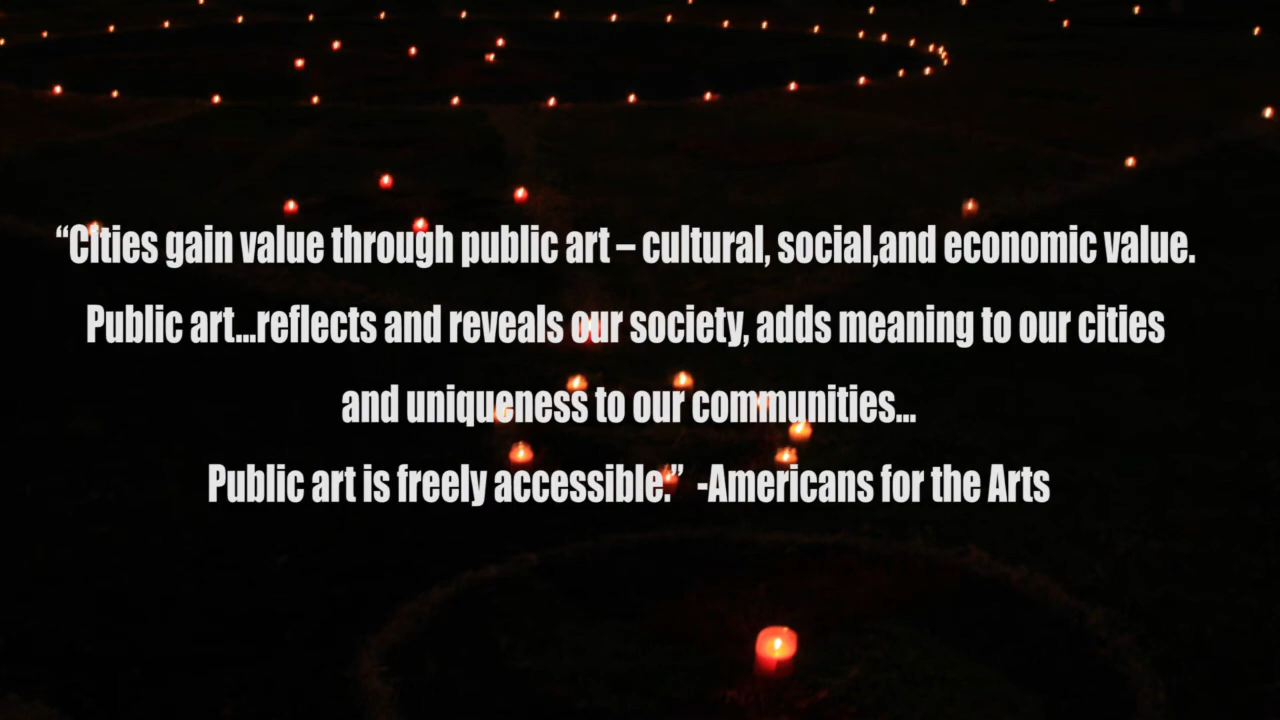 “Cities gain value through public art – cultural, social,and economic value.
Public art...reflects and reveals our society, adds meaning to our cities
and uniqueness to our communities...
Public art is freely accessible.” -Americans for the Arts